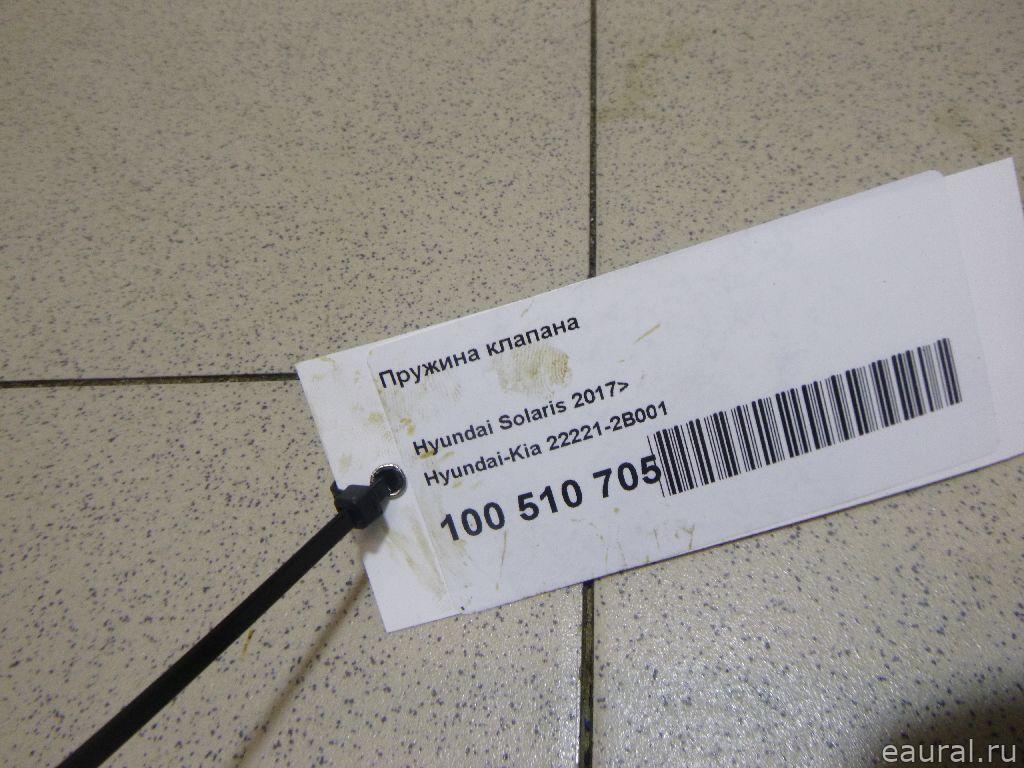 Пружина клапана
Hyundai Solaris 2017>
Hyundai-Kia 22221-2B001
100 510 705
eaural.ru